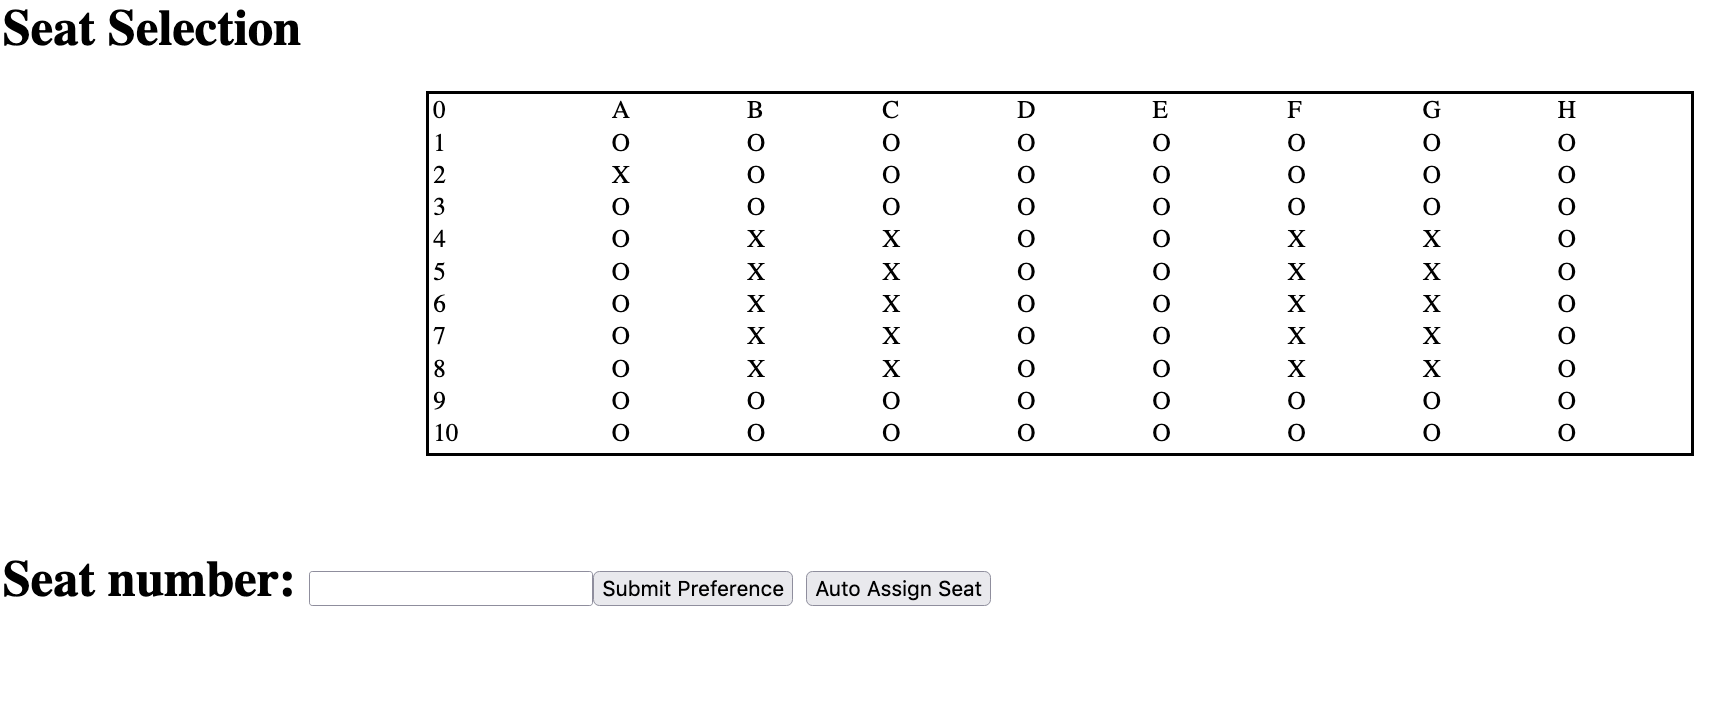 Seat Selection
0 A B C D E F G H
1 O O O O O O O O
2 X O O O O O O O
3 O O O O O O O O
4 O X X O O X X O
5 O X X O O X X O
6 O X X O O X X O
7 O X X O O X X O
8 O X X O O X X O
9 O O O O O O O O
10 O O O O O O O O
Seat number: Submit Preference Auto Assign Seat